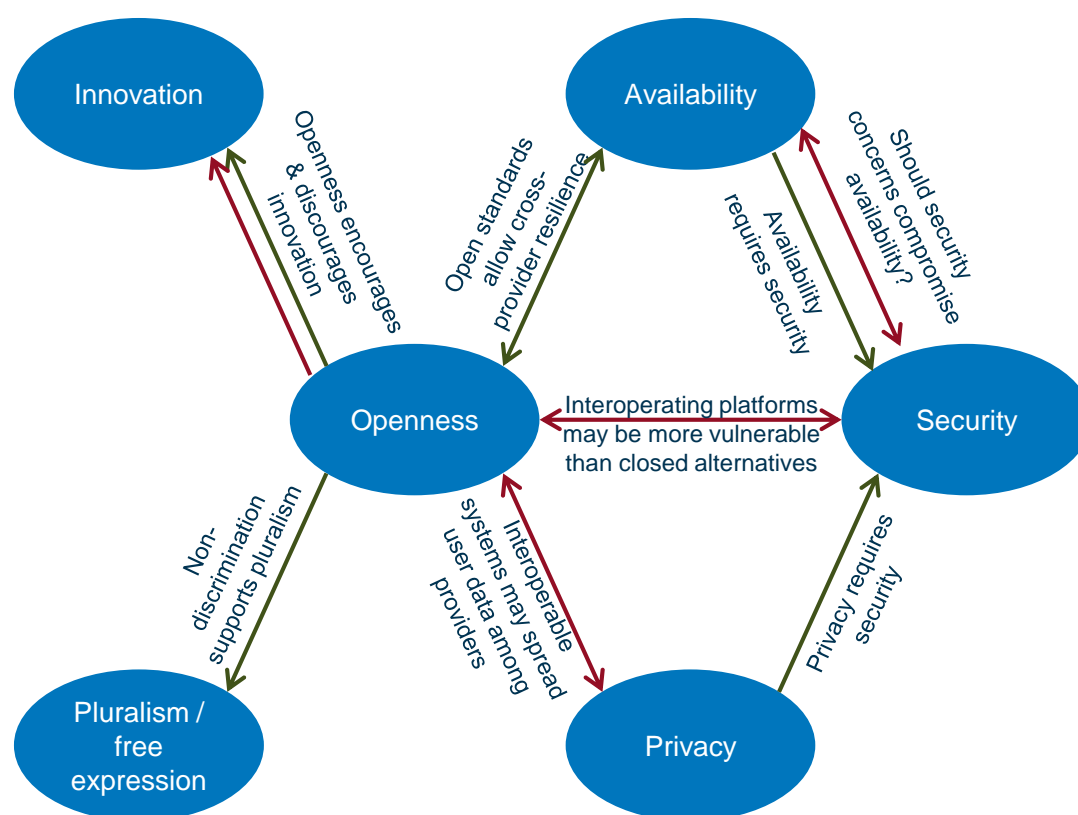 Innovation
Availability
Openness encourages
& discourages
innovation
Open standards
allow cross-
provider resilience
Availability
requires security
Should security
concerns compromise
availability?
Openness
Interoperating platforms
may be more vulnerable
than closed alternatives
Security
Non-
discrimination
supports pluralism
Interoperable
systems may spread
user data among
providers
Privacy requires
security
Pluralism /
free
expression
Privacy